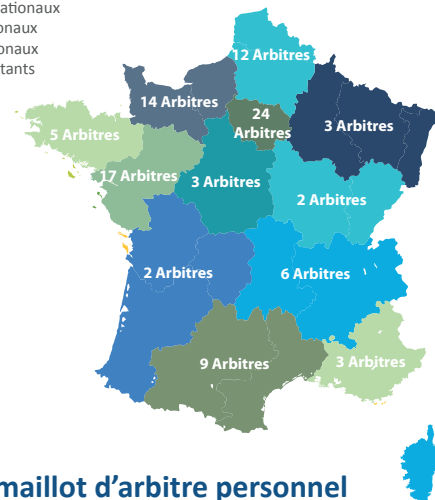 ationaux
onaux
onaux
tants
12 Arbitres
14 Arbitres
24
Arbitres
3 Arbitres
5 Arbitres
17 Arbitres
3 Arbitres
2 Arbitres
2 Arbitres
6 Arbitres
9 Arbitres
3 Arbitres
maillot d’arbitre personnel